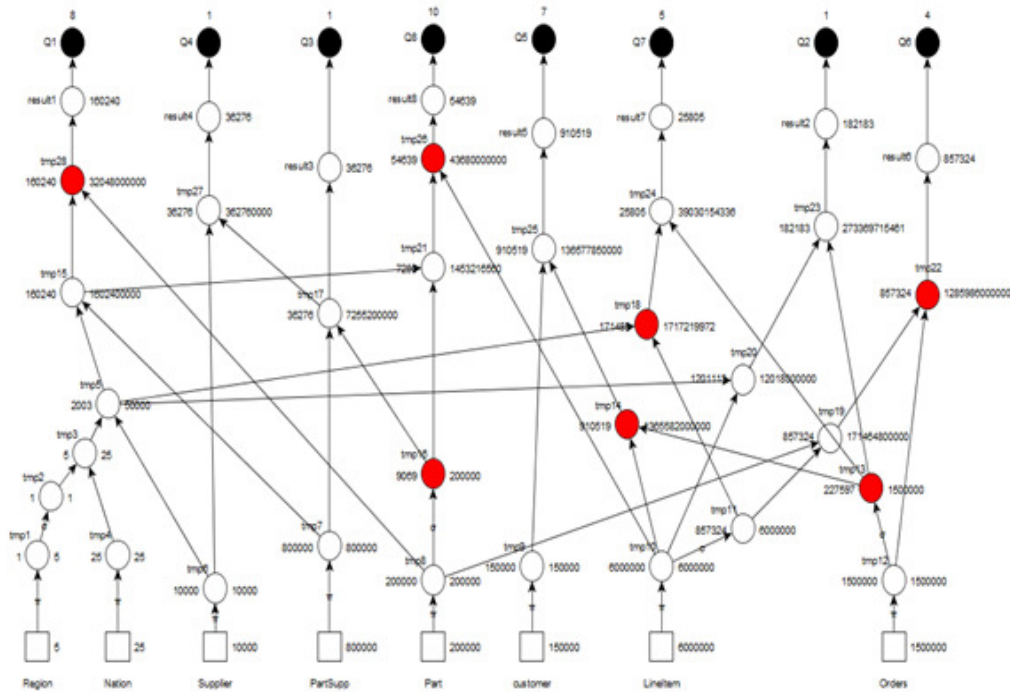 8 1 1 10 7 5 1 4
Q1 Q4 Q3 Q8 Q5 Q7 Q2 Q6
result1 160240
result4 36276
result3 36276
result8 54639
result5 910519
result7 25805
result2 182183
result6 857324
tmp28
160240 32048000000
tmp27
36276 362760000
tmp26
54639 43680000000
tmp25
910519 136577850000
tmp24
25805 39030154336
tmp23
182183 273369715461
tmp22
857324 1285986000000
tmp15
160240 1602400000
tmp17
36276 7255200000
tmp21
1453216560
tmp18
1717219972
tmp20
1201113 12018000000
tmp5
2003 50000
tmp14
910519 1365582000000
tmp19
857324 171464800000
tmp3
5 25
tmp16
9069 200000
tmp13
227597 1500000
tmp2
1 1
σ
tmp1
1 5
tmp4
25 25
tmp6
10000 10000
tmp7
800000 800000
σ
tmp8
200000 200000
tmp9
150000 150000
tmp10
6000000 6000000
σ
tmp11
857324 6000000
σ
tmp12
1500000 1500000
π π π π π π π π
5 25 10000 800000 200000 150000 6000000 1500000
Region Nation Supplier PartSupp Part customer LineItem Orders